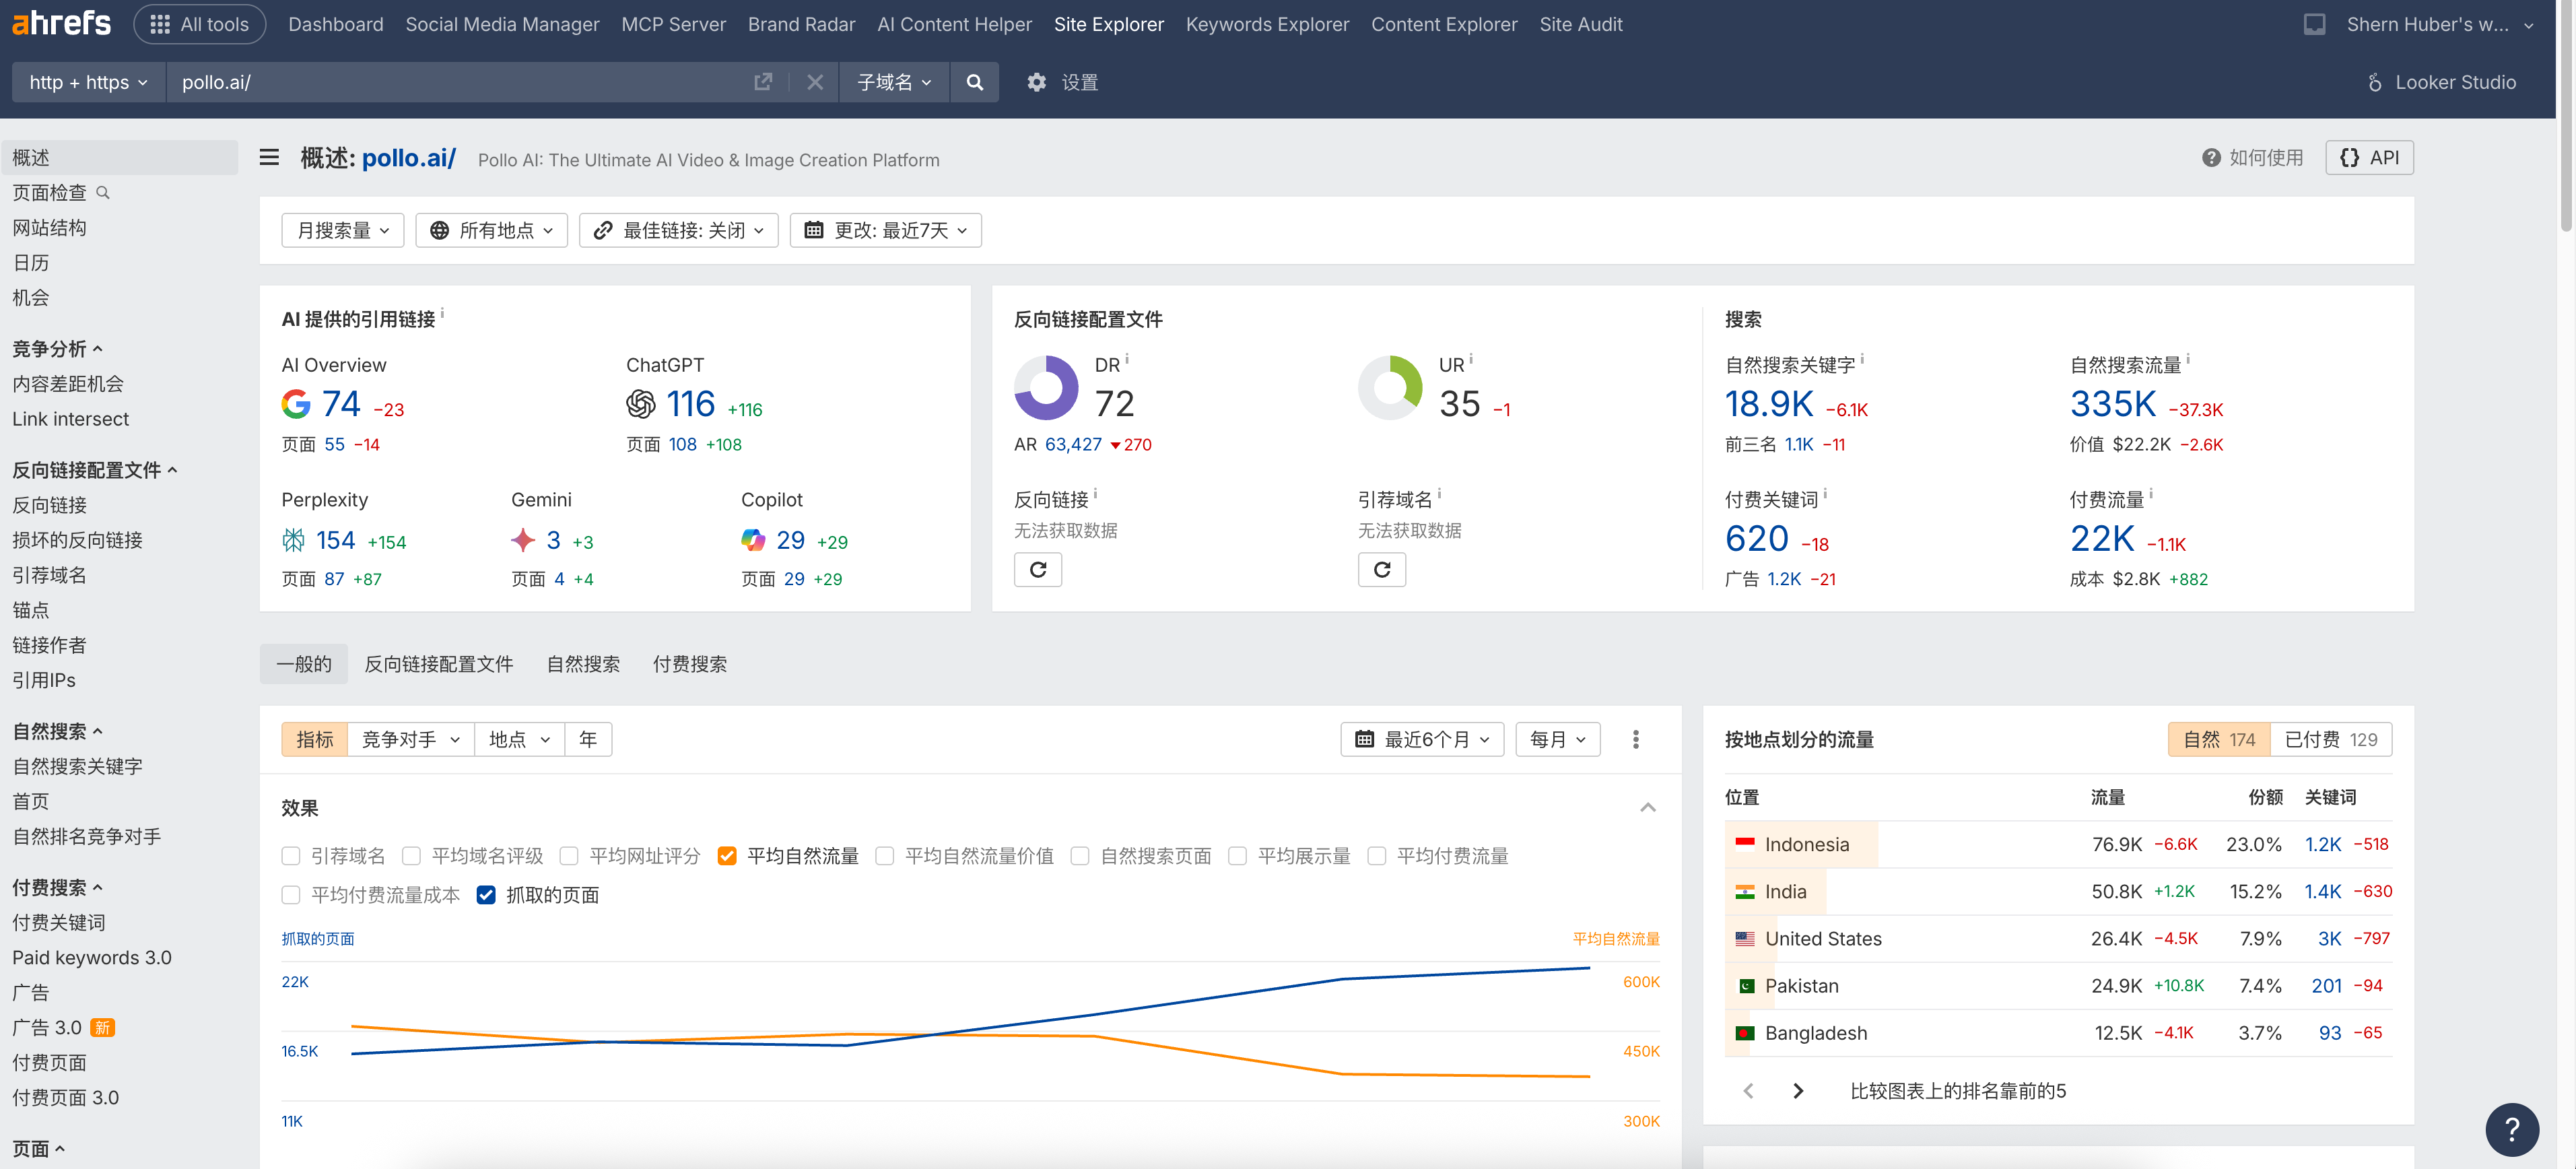 ahrefs All tools Dashboard Social Media Manager MCP Server Brand Radar AI Content Helper Site Explorer Keywords Explorer Content Explorer Site Audit Shern Huber's w...
http + https pollo.ai/ 子域名 设置 Looker Studio
概述
页面检查
网站结构
日历
机会
竞争分析
内容差距机会
Link intersect
反向链接配置文件
反向链接
损坏的反向链接
引荐域名
锚点
链接作者
引用IPs
自然搜索
自然搜索关键字
首页
自然排名竞争对手
付费搜索
付费关键词
Paid keywords 3.0
广告
广告 3.0 新
付费页面
付费页面 3.0
页面
概述: pollo.ai/ Pollo AI: The Ultimate AI Video & Image Creation Platform ? 如何使用 {} API
月搜索量 所有地点 最佳链接: 关闭 更改: 最近7天
AI 提供的引用链接 i
AI Overview ChatGPT
74 −23 116 +116
页面 55 −14 页面 108 +108
Perplexity Gemini Copilot
154 +154 3 +3 29 +29
页面 87 +87 页面 4 +4 页面 29 +29
反向链接配置文件
DR i UR i
72 35 −1
AR 63,427 ▼270
反向链接 i 引荐域名 i
无法获取数据 无法获取数据
搜索
自然搜索关键字 i 自然搜索流量 i
18.9K −6.1K 335K −37.3K
前三名 1.1K −11 价值 $22.2K −2.6K
付费关键词 i 付费流量 i
620 −18 22K −1.1K
广告 1.2K −21 成本 $2.8K +882
一般的 反向链接配置文件 自然搜索 付费搜索
指标 竞争对手 地点 年 最近6个月 每月
效果
引荐域名 平均域名评级 平均网址评分 平均自然流量 平均自然流量价值 自然搜索页面 平均展示量 平均付费流量
平均付费流量成本 抓取的页面
抓取的页面 平均自然流量
22K 600K
16.5K 450K
11K 300K
按地点划分的流量 自然 174 已付费 129
位置 流量 份额 关键词
Indonesia 76.9K −6.6K 23.0% 1.2K −518
India 50.8K +1.2K 15.2% 1.4K −630
United States 26.4K −4.5K 7.9% 3K −797
Pakistan 24.9K +10.8K 7.4% 201 −94
Bangladesh 12.5K −4.1K 3.7% 93 −65
比较图表上的排名靠前的5
?